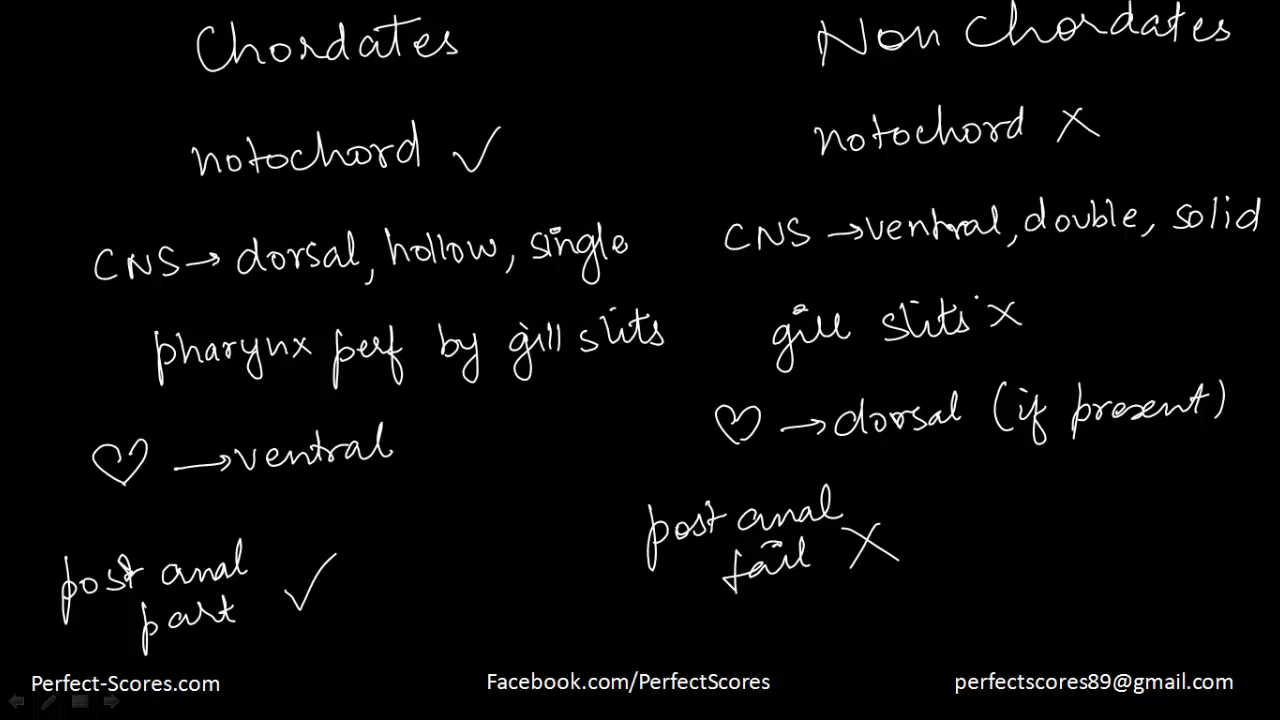 Chordates
Non Chordates
notochord ✓
notochord X
CNS → dorsal, hollow, single
CNS → ventral, double, solid
pharynx perf by gill slits
gill slits X
♡ → ventral
♡ → dorsal (if present)
post anal
part ✓
post anal
tail X
Perfect-Scores.com
Facebook.com/PerfectScores
perfectscores89@gmail.com